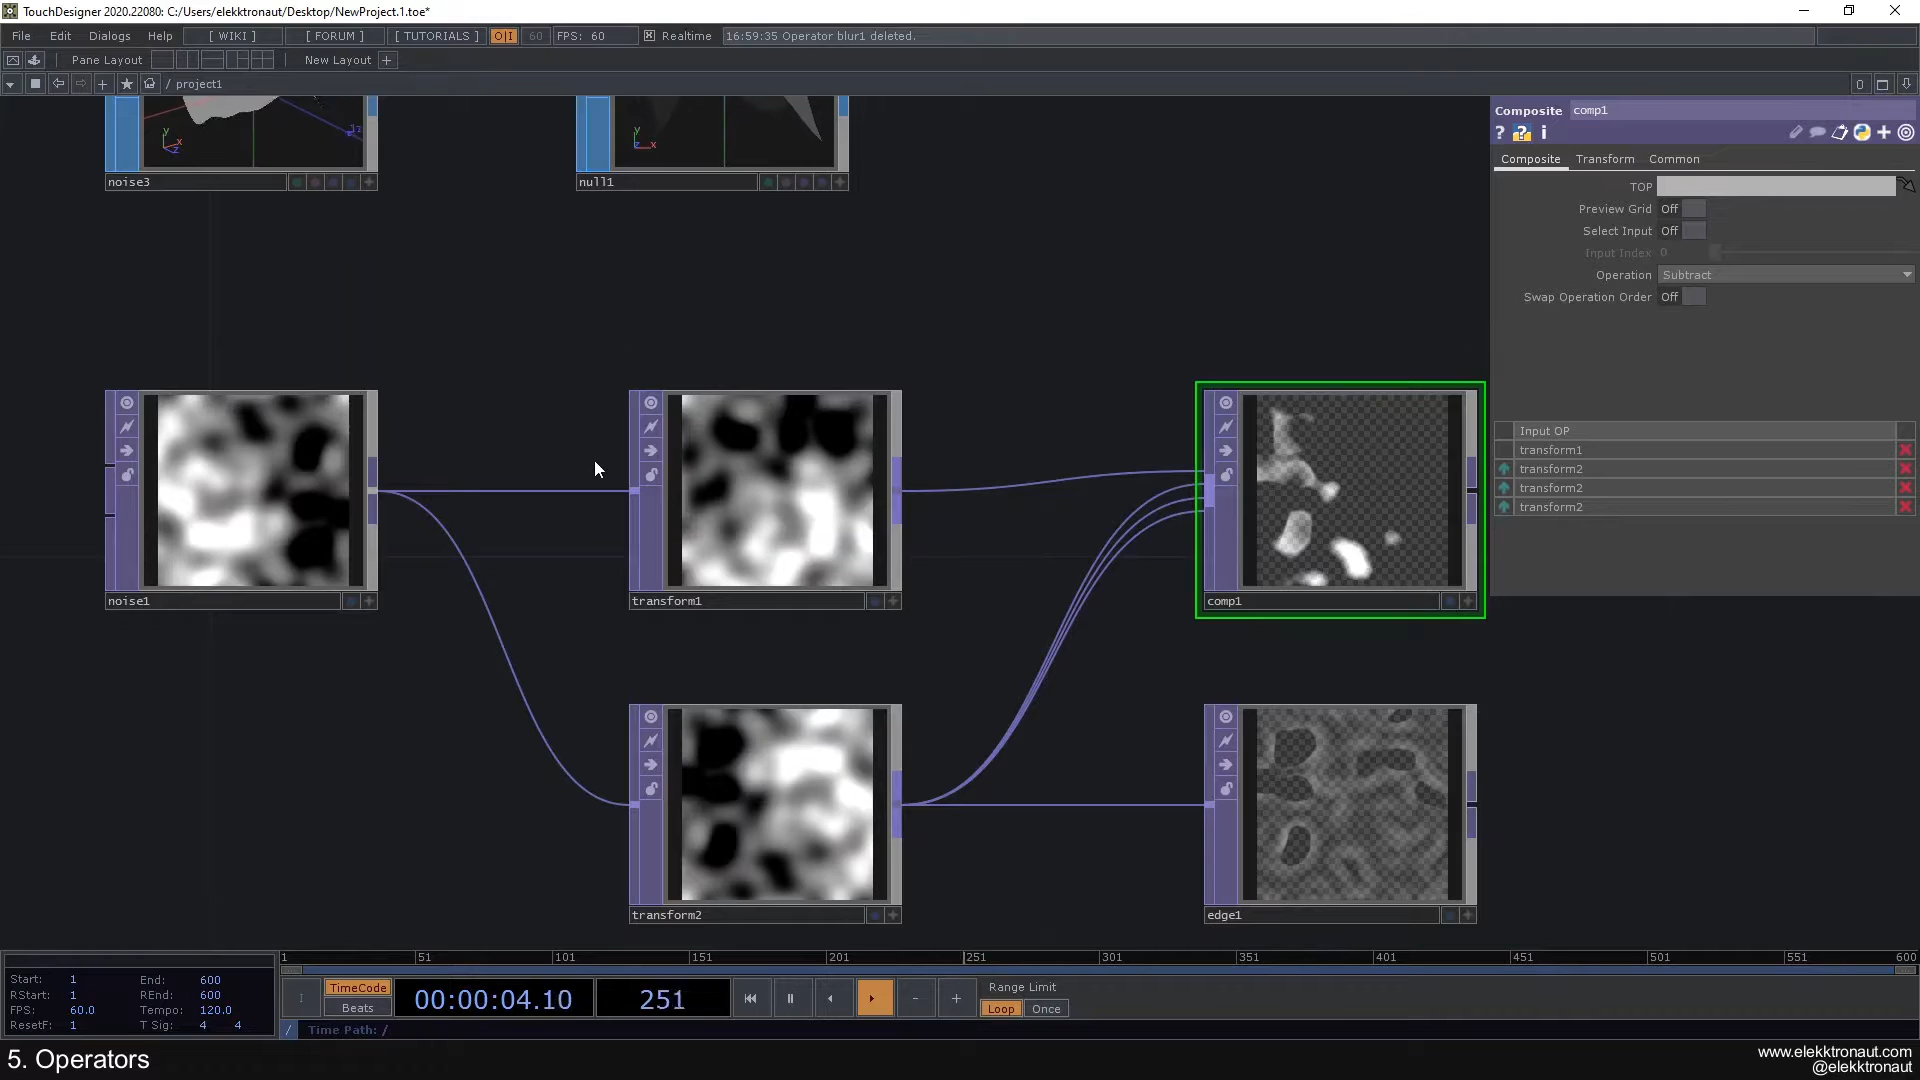 TouchDesigner 2020.22080: C:/Users/elekktronaut/Desktop/NewProject.1.toe*
File Edit Dialogs Help [ WIKI ] [ FORUM ] [ TUTORIALS ] O|I 60 FPS: 60 Realtime 16:59:35 Operator blur1 deleted.
Pane Layout New Layout +
/ project1 0
y x z
y x z
noise3
null1
Composite comp1
? ? i
Composite Transform Common
TOP
Preview Grid Off
Select Input Off
Input Index 0
Operation Subtract
Swap Operation Order Off
Input OP
transform1
transform2
transform2
transform2
noise1
transform1
comp1
transform2
edge1
1 51 101 151 201 251 301 351 401 451 501 551 600
Start: 1 End: 600
RStart: 1 REnd: 600
FPS: 60.0 Tempo: 120.0
ResetF: 1 T Sig: 4 4
TimeCode
Beats
00:00:04.10
251
Range Limit
Loop Once
/ Time Path: /
5. Operators
www.elekktronaut.com
@elekktronaut